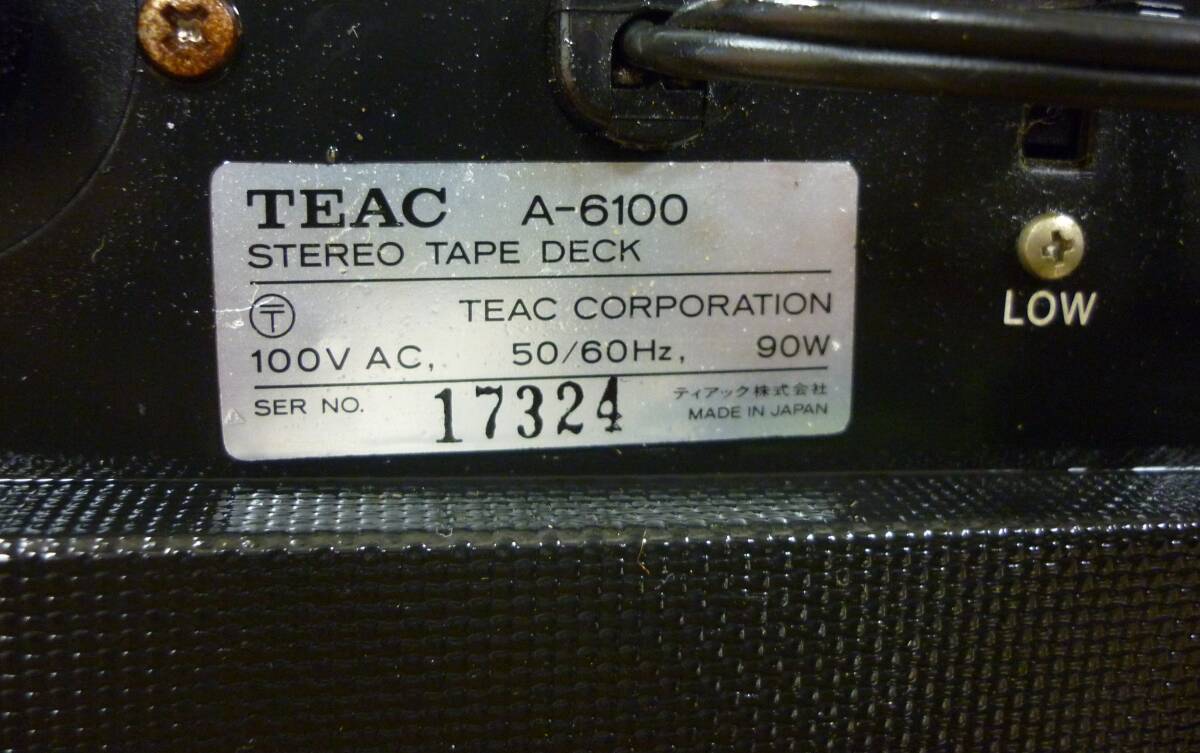 TEAC A-6100
STEREO TAPE DECK
〒 TEAC CORPORATION
100V AC, 50/60Hz, 90W
SER NO. 17324
ティアック株式会社
MADE IN JAPAN
LOW